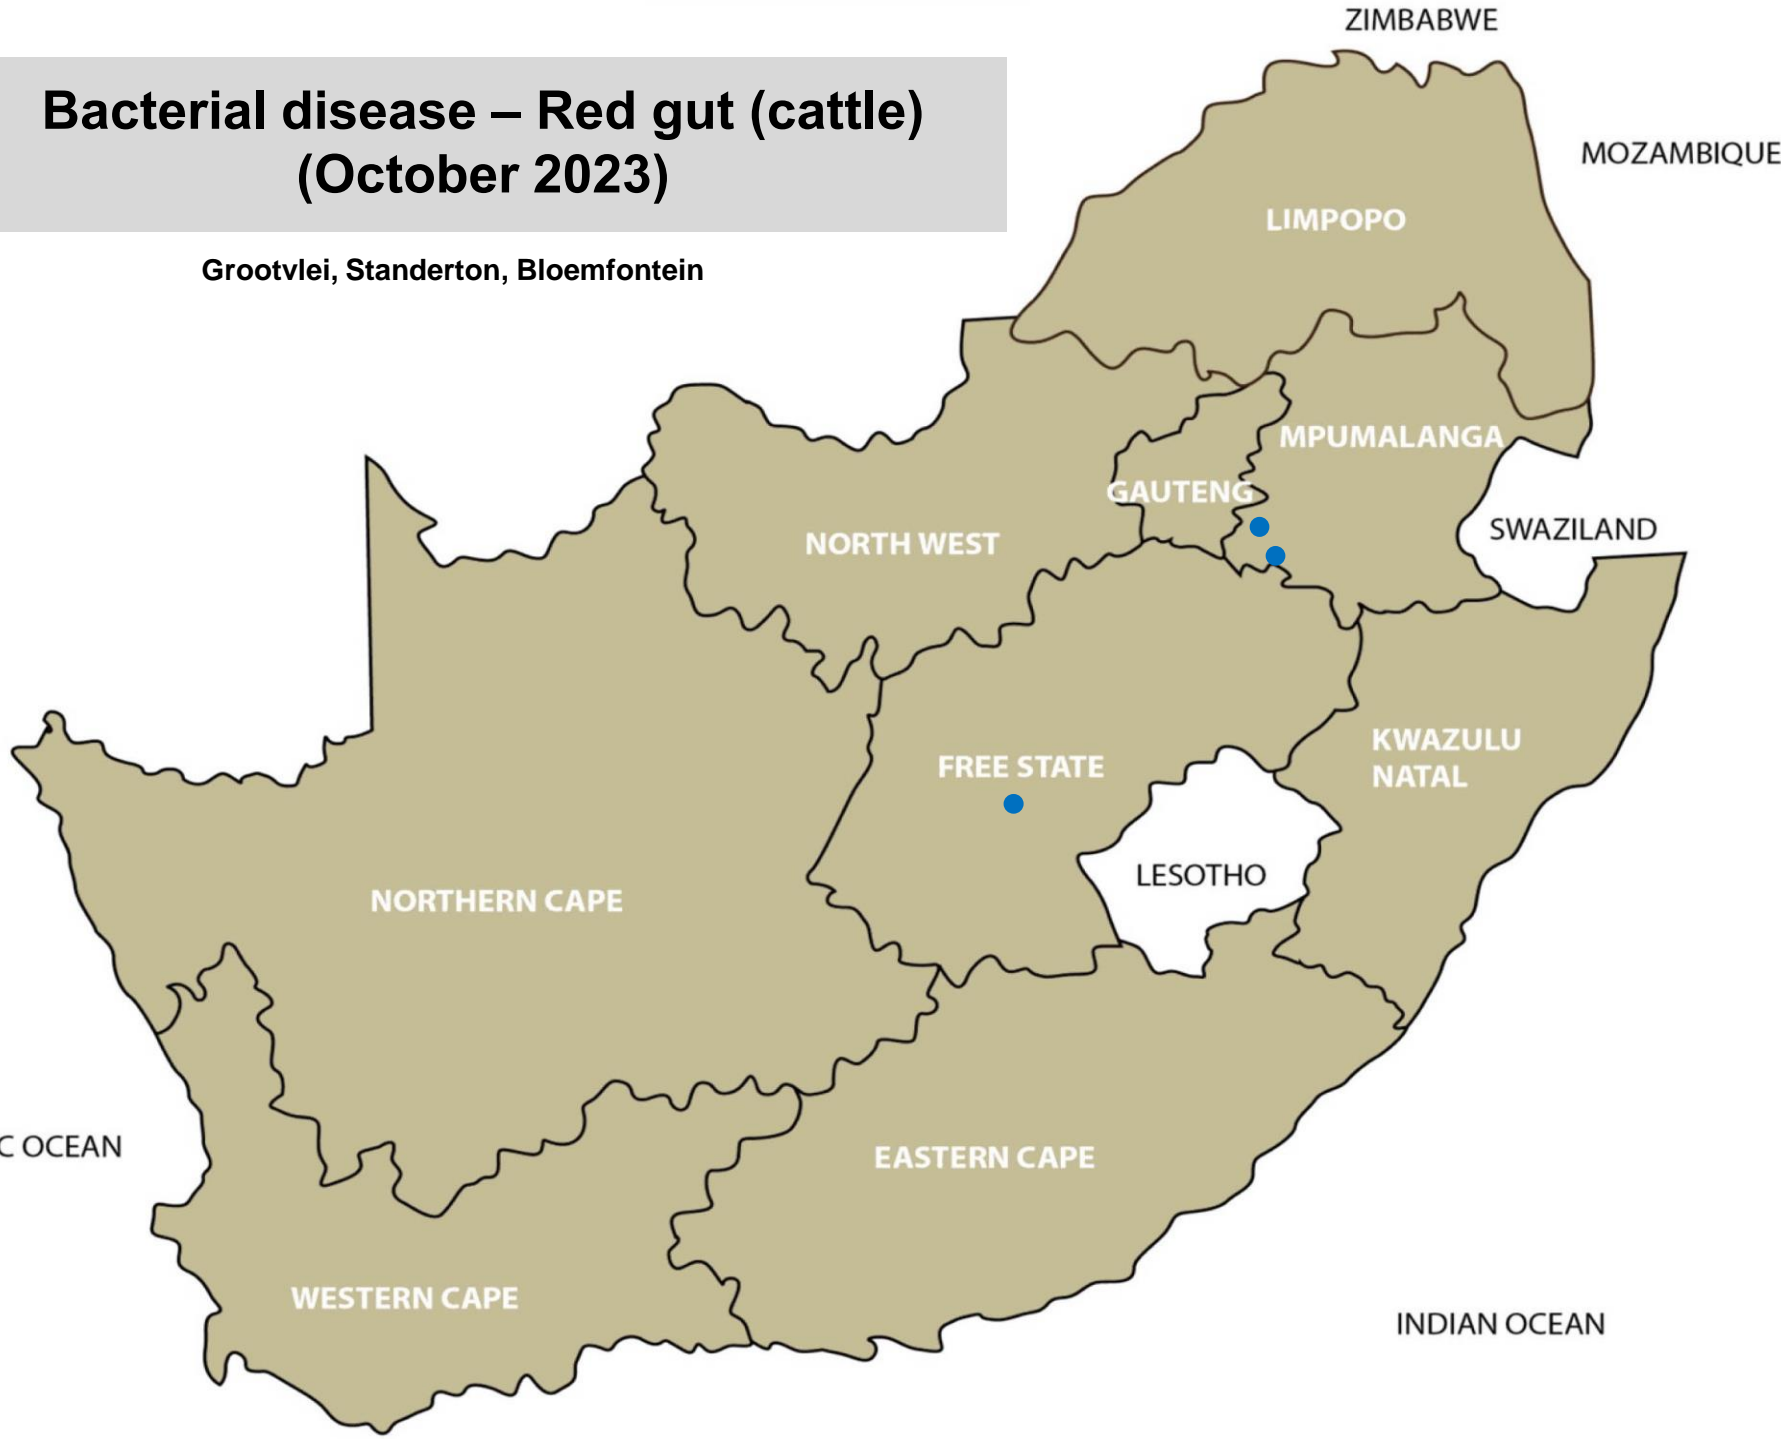 ZIMBABWE
Bacterial disease – Red gut (cattle)
(October 2023)
MOZAMBIQUE
LIMPOPO
Grootvlei, Standerton, Bloemfontein
MPUMALANGA
GAUTENG
SWAZILAND
NORTH WEST
KWAZULU
NATAL
FREE STATE
LESOTHO
NORTHERN CAPE
C OCEAN
EASTERN CAPE
WESTERN CAPE
INDIAN OCEAN